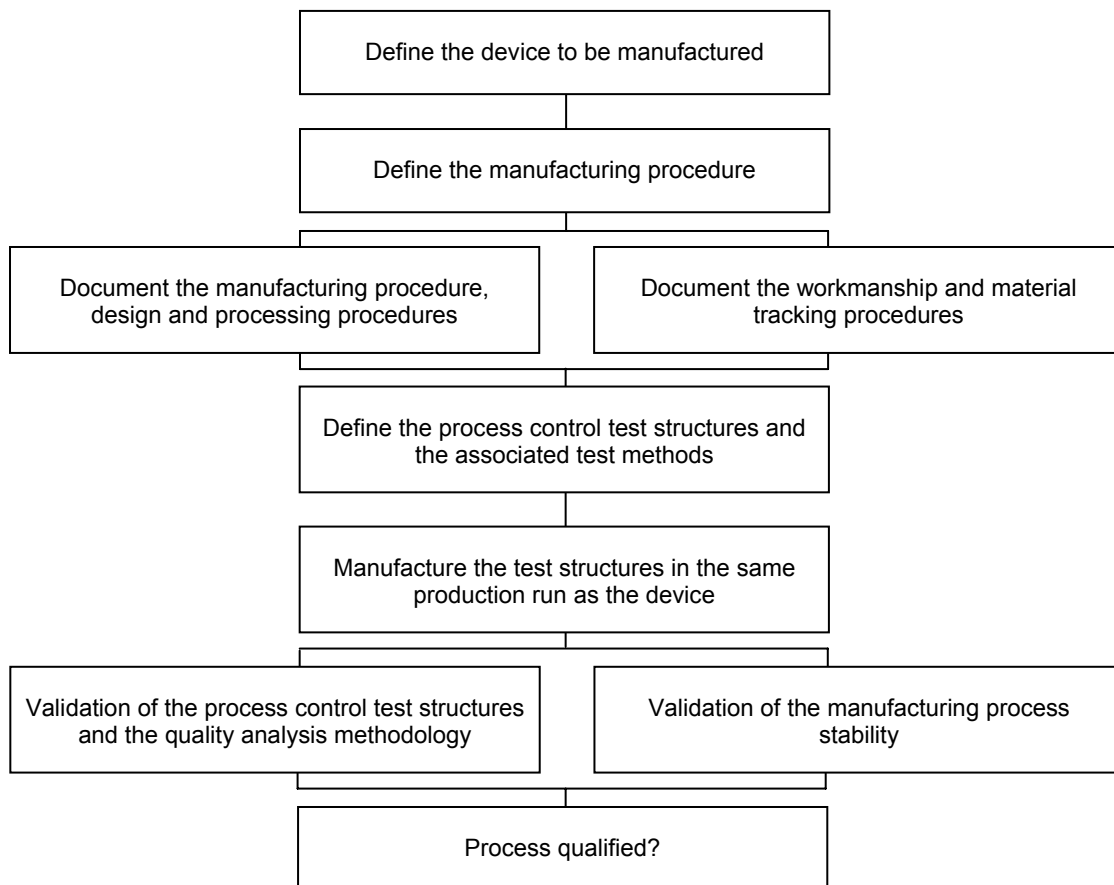 Define the device to be manufactured
Define the manufacturing procedure
Document the manufacturing procedure,
design and processing procedures
Document the workmanship and material
tracking procedures
Define the process control test structures and
the associated test methods
Manufacture the test structures in the same
production run as the device
Validation of the process control test structures
and the quality analysis methodology
Validation of the manufacturing process
stability
Process qualified?